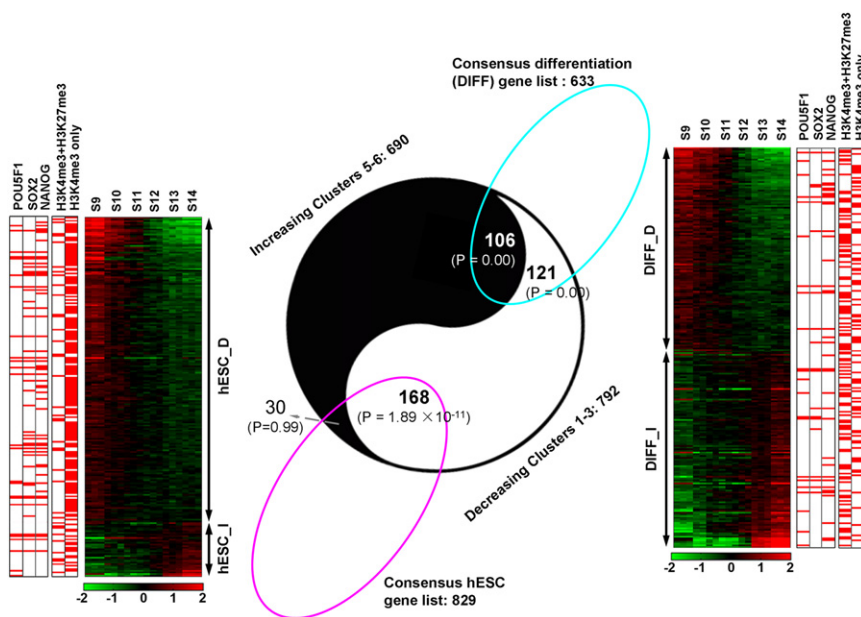 Consensus differentiation
(DIFF) gene list : 633
POU5F1
SOX2
NANOG
H3K4me3+H3K27me3
H3K4me3 only
S9
S10
S11
S12
S13
S14
hESC_D
hESC_I
-2 -1 0 1 2
Increasing Clusters 5-6: 690
106
(P = 0.00)
121
(P = 0.00)
168
(P = 1.89 ×10-11)
30
(P=0.99)
Decreasing Clusters 1-3: 792
Consensus hESC
gene list: 829
S9
S10
S11
S12
S13
S14
POU5F1
SOX2
NANOG
H3K4me3+H3K27me3
H3K4me3 only
DIFF_D
DIFF_I
-2 -1 0 1 2